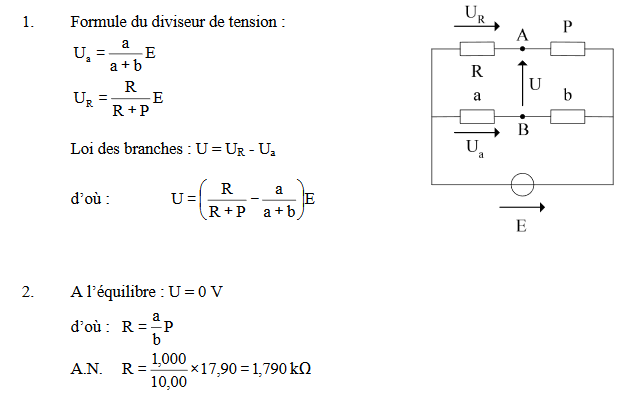 1. Formule du diviseur de tension :
U_a = a/(a + b) E
U_R = R/(R + P) E
Loi des branches : U = U_R - U_a
d'où : U = (R/(R + P) − a/(a + b))E
2. A l'équilibre : U = 0 V
d'où : R = a/b P
A.N. R = 1,000/10,00 × 17,90 = 1,790 kΩ
U_R
A
P
R
U
a
b
B
U_a
E